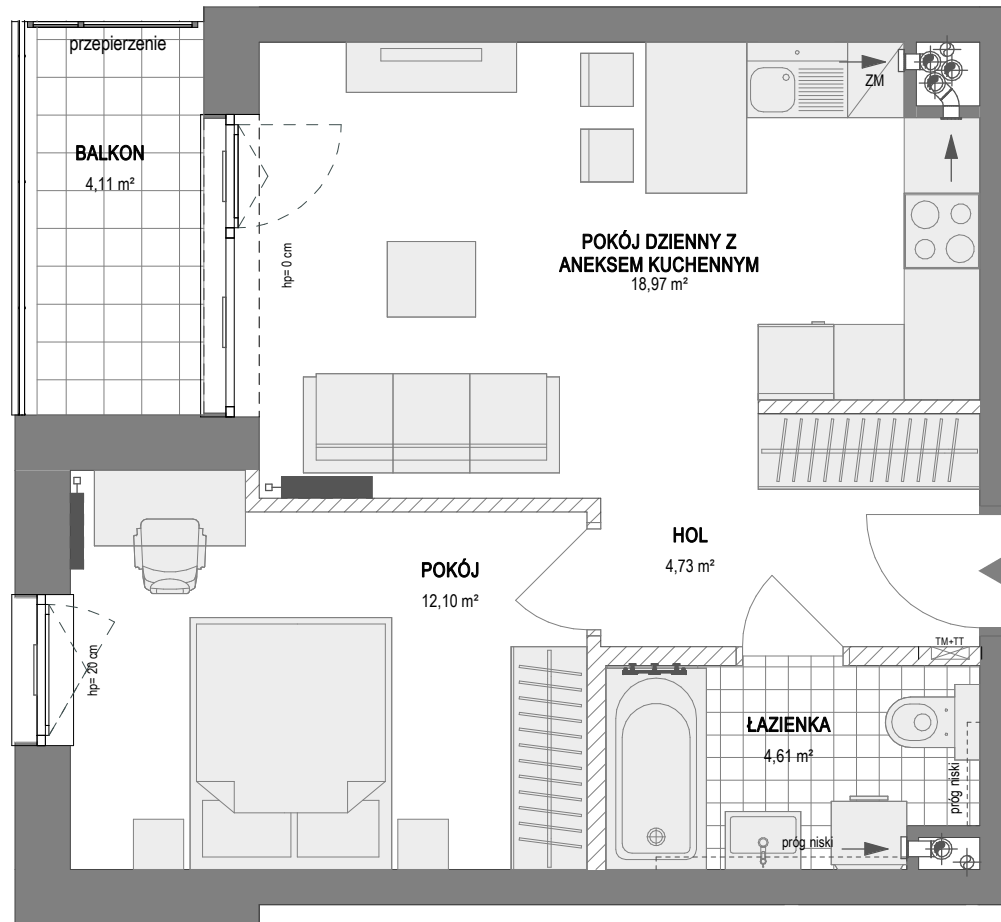 przepierzenie
ZM
BALKON
4,11 m²
POKÓJ DZIENNY Z
ANEKSEM KUCHENNYM
18,97 m²
hp= 0 cm
HOL
4,73 m²
POKÓJ
12,10 m²
TM+TT
hp= 20 cm
ŁAZIENKA
4,61 m²
próg niski
próg niski